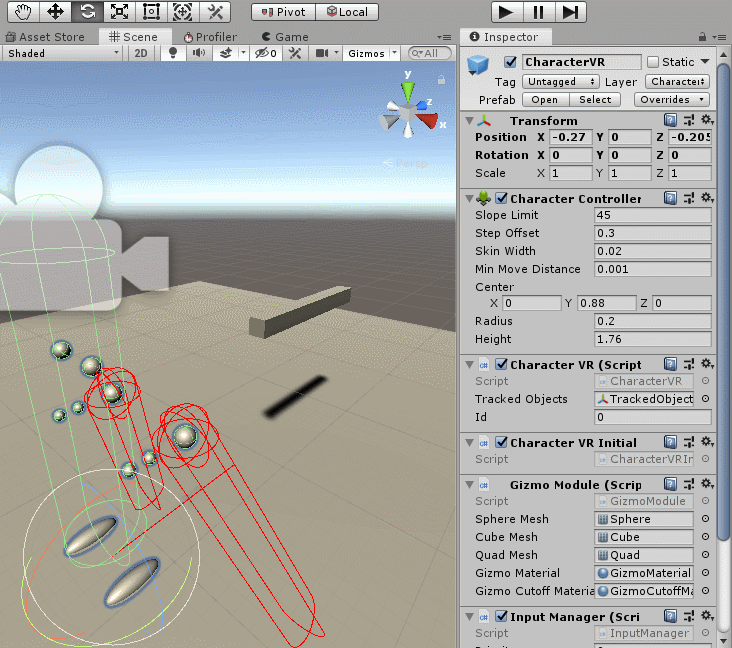 Pivot Local
Asset Store Scene Profiler Game
Shaded 2D 0 Gizmos All
y
z
x
Persp
Inspector
CharacterVR Static
Tag Untagged Layer Character
Prefab Open Select Overrides
Transform
Position X -0.27 Y 0 Z -0.205
Rotation X 0 Y 0 Z 0
Scale X 1 Y 1 Z 1
Character Controller
Slope Limit 45
Step Offset 0.3
Skin Width 0.02
Min Move Distance 0.001
Center
X 0 Y 0.88 Z 0
Radius 0.2
Height 1.76
Character VR (Script
Script CharacterVR
Tracked Objects TrackedObject
Id 0
Character VR Initial
Script CharacterVRIn
Gizmo Module (Scrip
Script GizmoModule
Sphere Mesh Sphere
Cube Mesh Cube
Quad Mesh Quad
Gizmo Material GizmoMaterial
Gizmo Cutoff Materia GizmoCutoffMa
Input Manager (Scri
Script InputManager